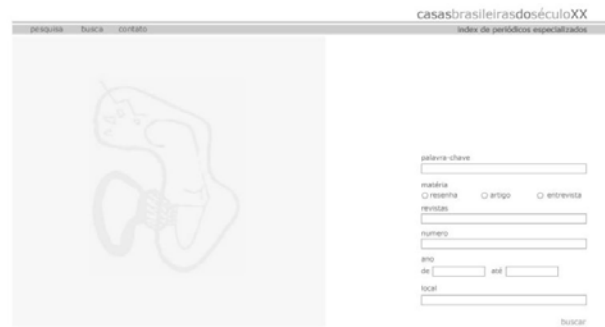 casasbrasileirasdoséculoXX
pesquisa busca contato index de periódicos especializados
palavra-chave
matéria
resenha artigo entrevista
revistas
numero
ano
de até
local
buscar